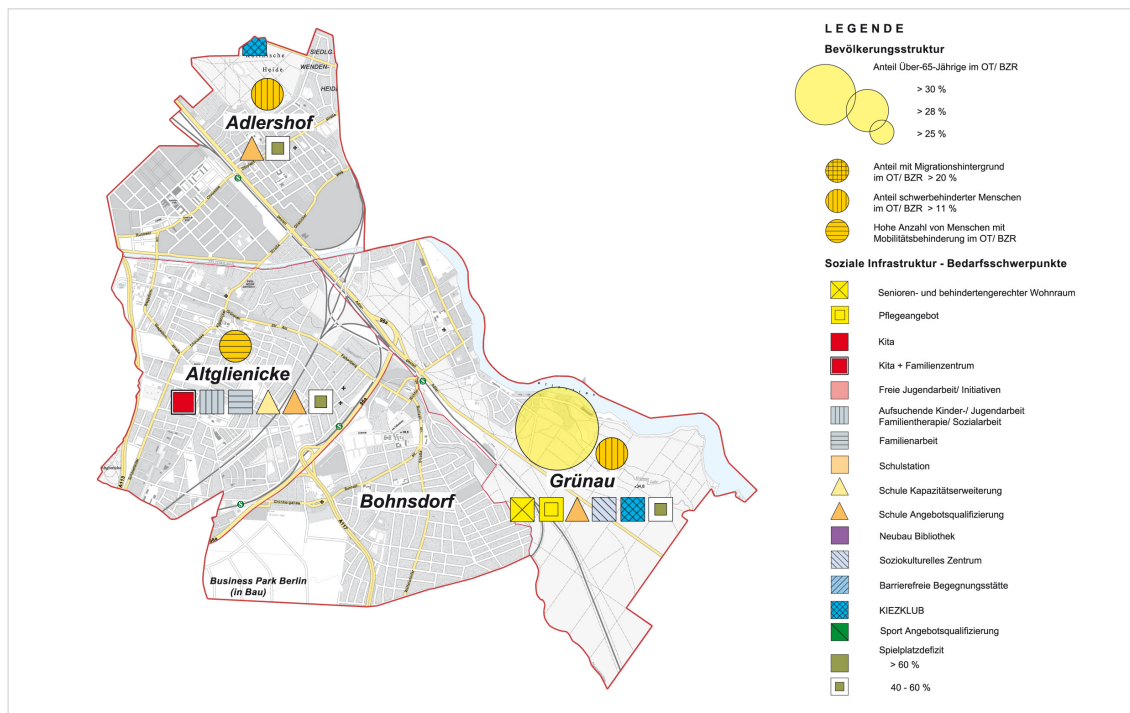 SIEDLG.
WENDEN-
Heide
HEIDE
Adlershof
Altglienicke
Grünau
Bohnsdorf
Business Park Berlin
(in Bau)
LEGENDE
Bevölkerungsstruktur
Anteil Über-65-Jährige im OT/ BZR
> 30 %
> 28 %
> 25 %
Anteil mit Migrationshintergrund
im OT/ BZR > 20 %
Anteil schwerbehinderter Menschen
im OT/ BZR > 11 %
Hohe Anzahl von Menschen mit
Mobilitätsbehinderung im OT/ BZR
Soziale Infrastruktur - Bedarfsschwerpunkte
Senioren- und behindertengerechter Wohnraum
Pflegeangebot
Kita
Kita + Familienzentrum
Freie Jugendarbeit/ Initiativen
Aufsuchende Kinder-/ Jugendarbeit
Familientherapie/ Sozialarbeit
Familienarbeit
Schulstation
Schule Kapazitätserweiterung
Schule Angebotsqualifizierung
Neubau Bibliothek
Soziokulturelles Zentrum
Barrierefreie Begegnungsstätte
KIEZKLUB
Sport Angebotsqualifizierung
Spielplatzdefizit
> 60 %
40 - 60 %